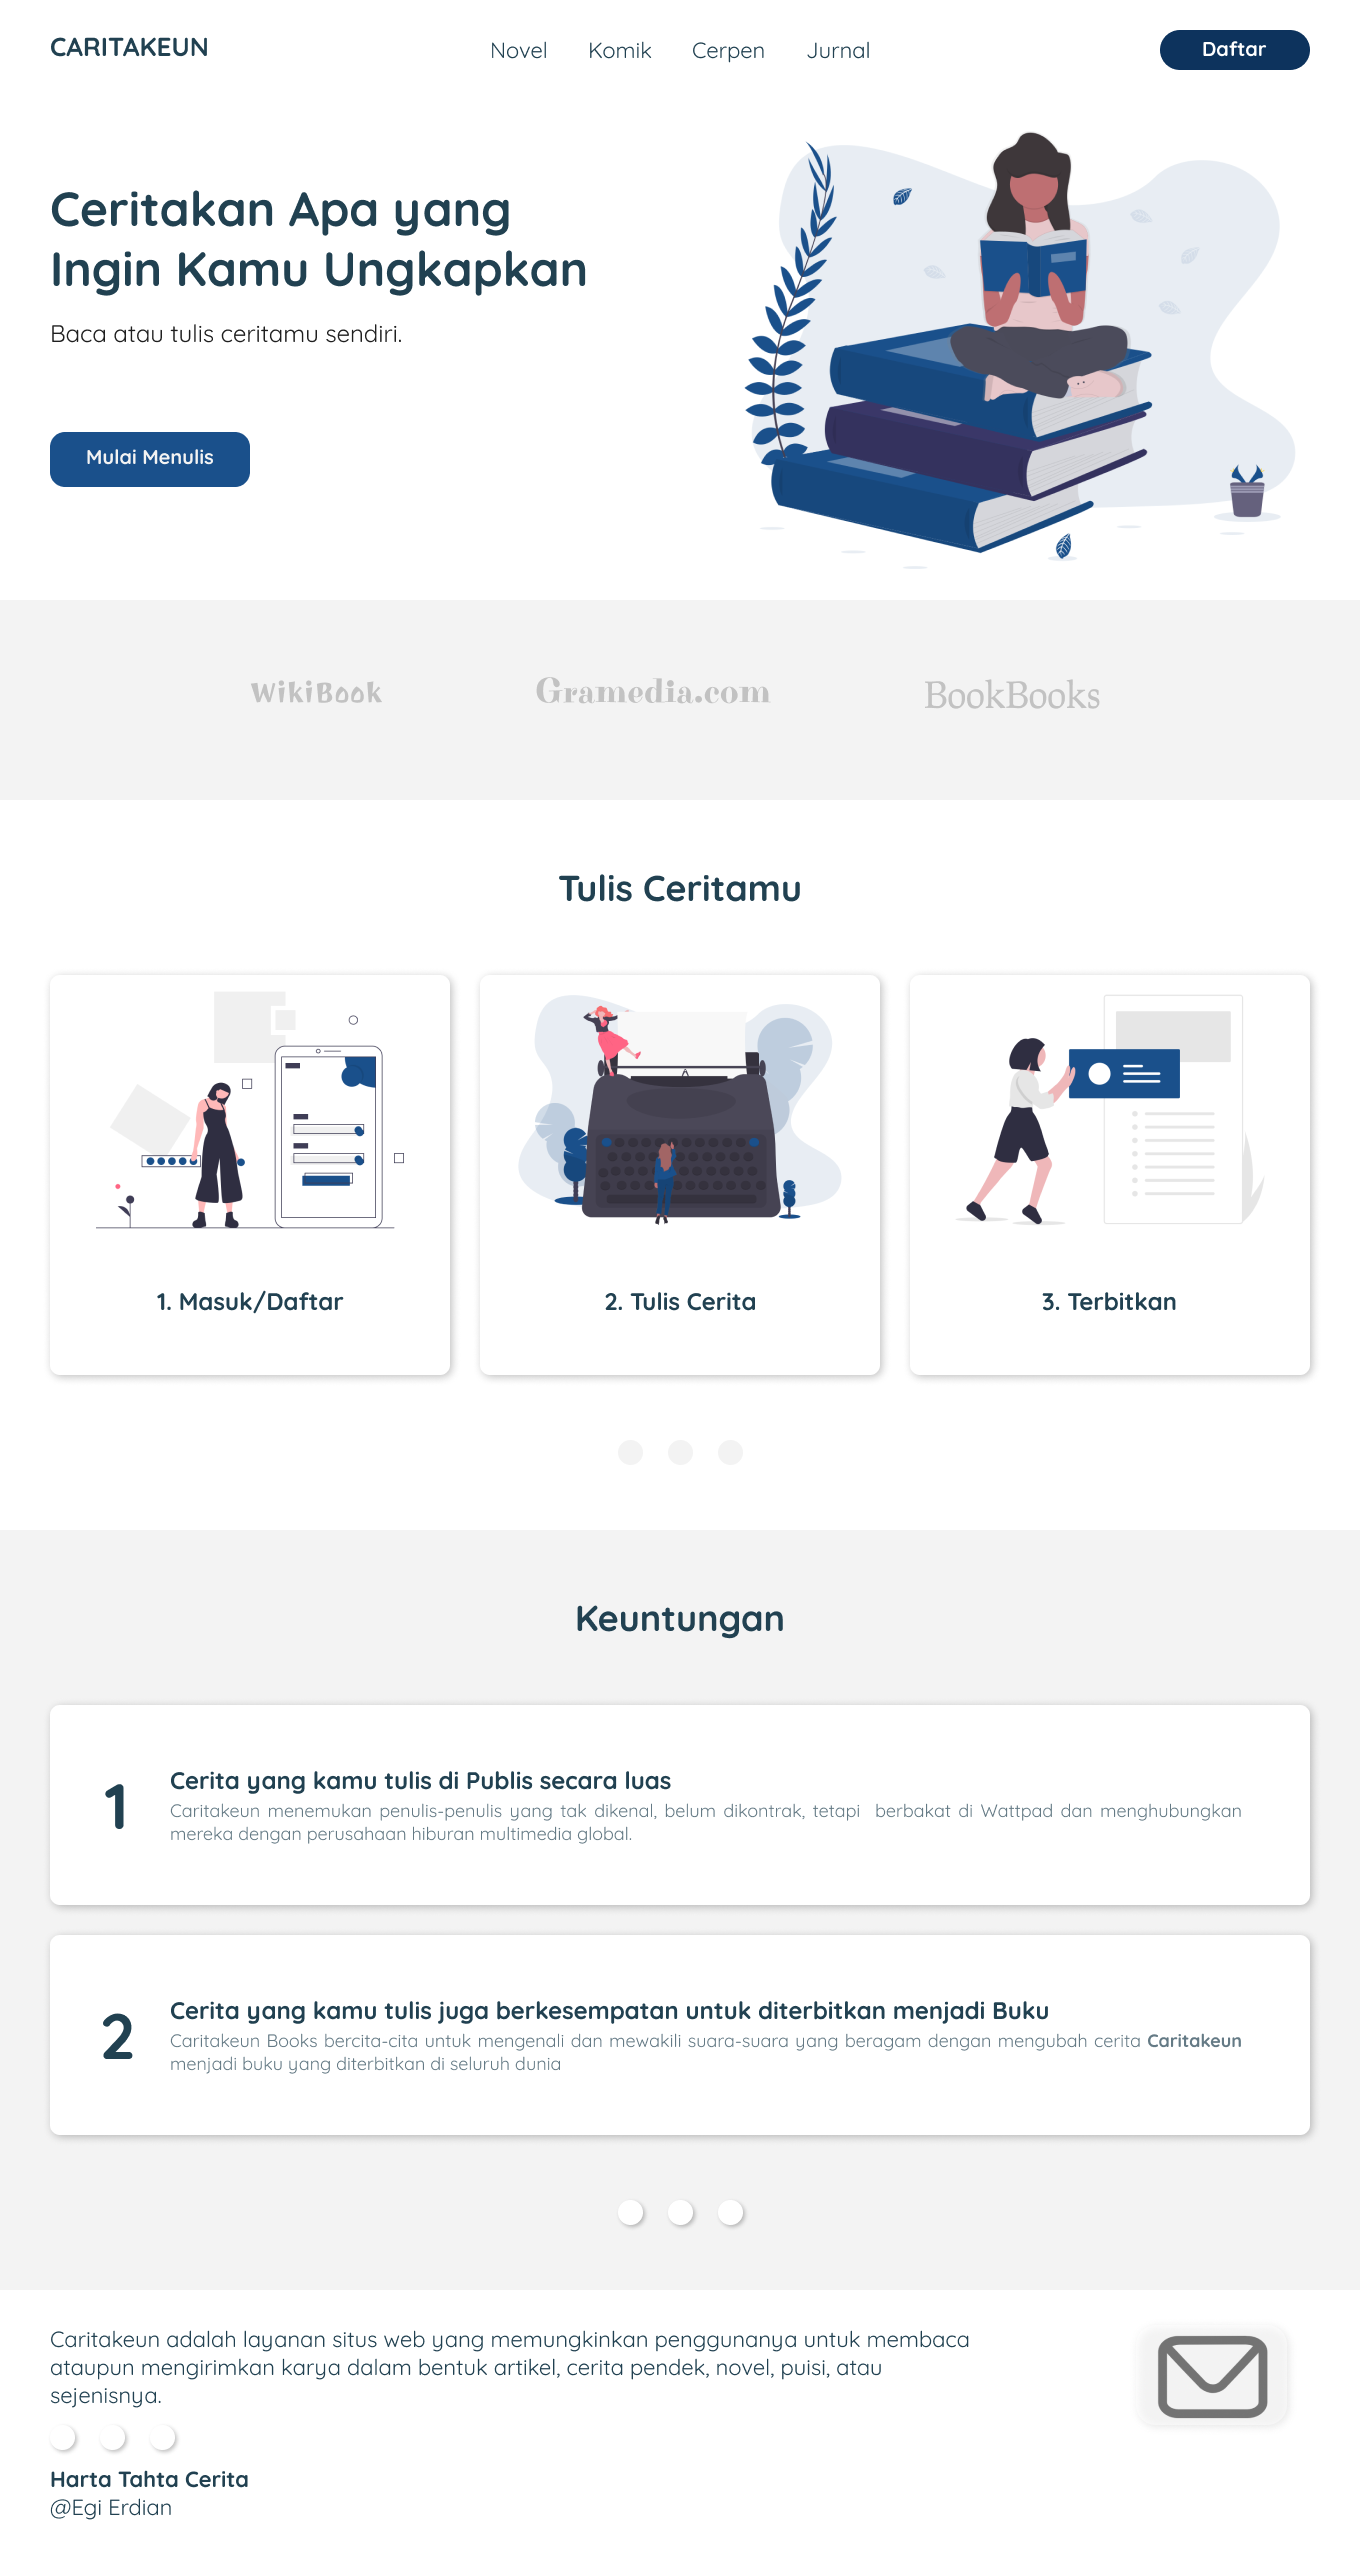 CARITAKEUN
Novel Komik Cerpen Jurnal
Daftar
Ceritakan Apa yang
Ingin Kamu Ungkapkan
Baca atau tulis ceritamu sendiri.
Mulai Menulis
WikiBook
Gramedia.com
BookBooks
Tulis Ceritamu
1. Masuk/Daftar
2. Tulis Cerita
3. Terbitkan
Keuntungan
1
Cerita yang kamu tulis di Publis secara luas
Caritakeun menemukan penulis-penulis yang tak dikenal, belum dikontrak, tetapi berbakat di Wattpad dan menghubungkan
mereka dengan perusahaan hiburan multimedia global.
2
Cerita yang kamu tulis juga berkesempatan untuk diterbitkan menjadi Buku
Caritakeun Books bercita-cita untuk mengenali dan mewakili suara-suara yang beragam dengan mengubah cerita Caritakeun
menjadi buku yang diterbitkan di seluruh dunia
Caritakeun adalah layanan situs web yang memungkinkan penggunanya untuk membaca
ataupun mengirimkan karya dalam bentuk artikel, cerita pendek, novel, puisi, atau
sejenisnya.
Harta Tahta Cerita
@Egi Erdian